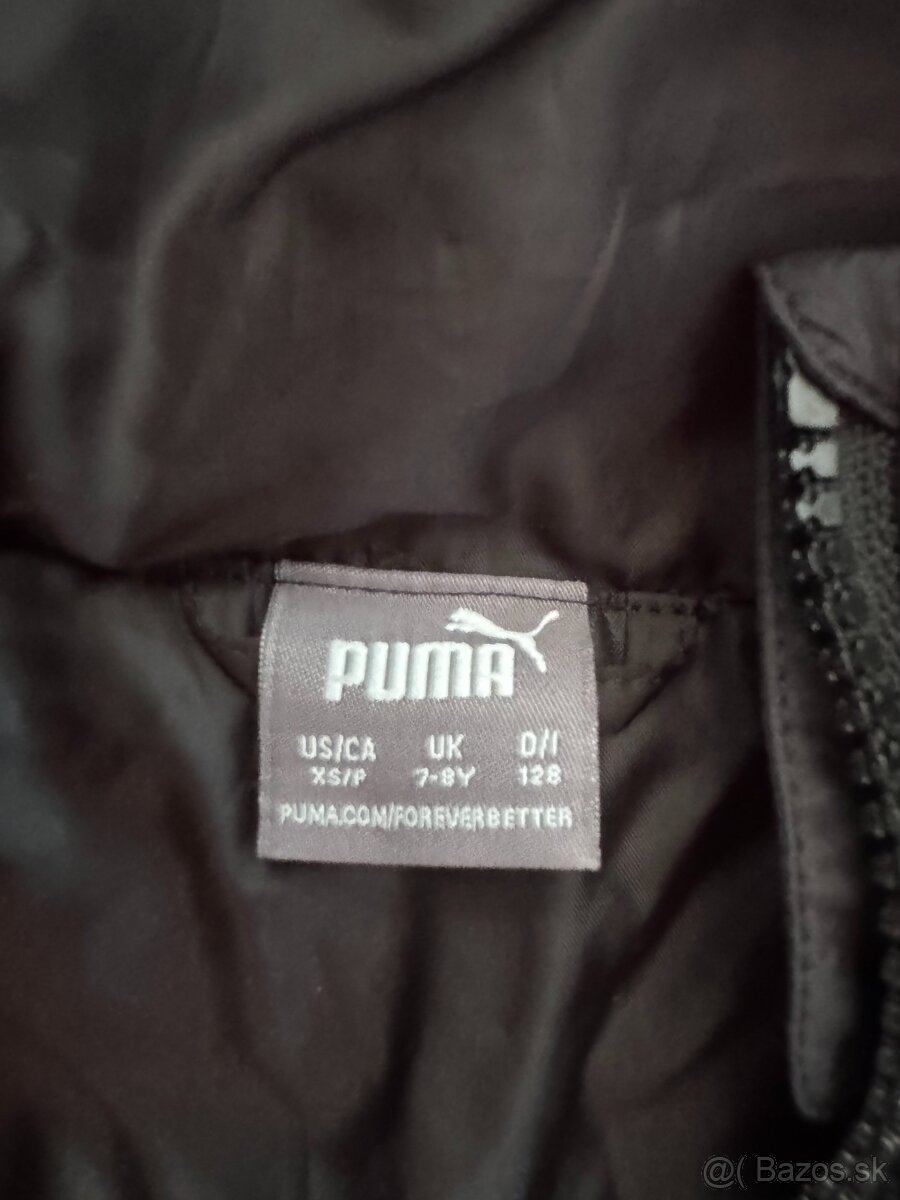 PUMA
US/CA UK D/I
XS/P 7-8Y 128
PUMA.COM/FOREVERBETTER
@( Bazos.sk